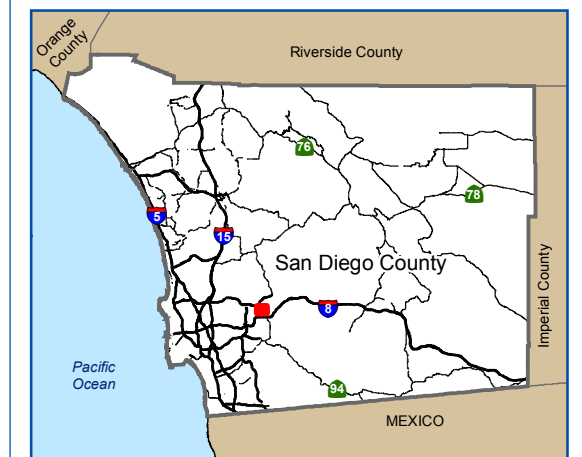 Orange
County
Riverside County
76
78
5
15
San Diego County
Imperial County
8
Pacific
Ocean
94
MEXICO